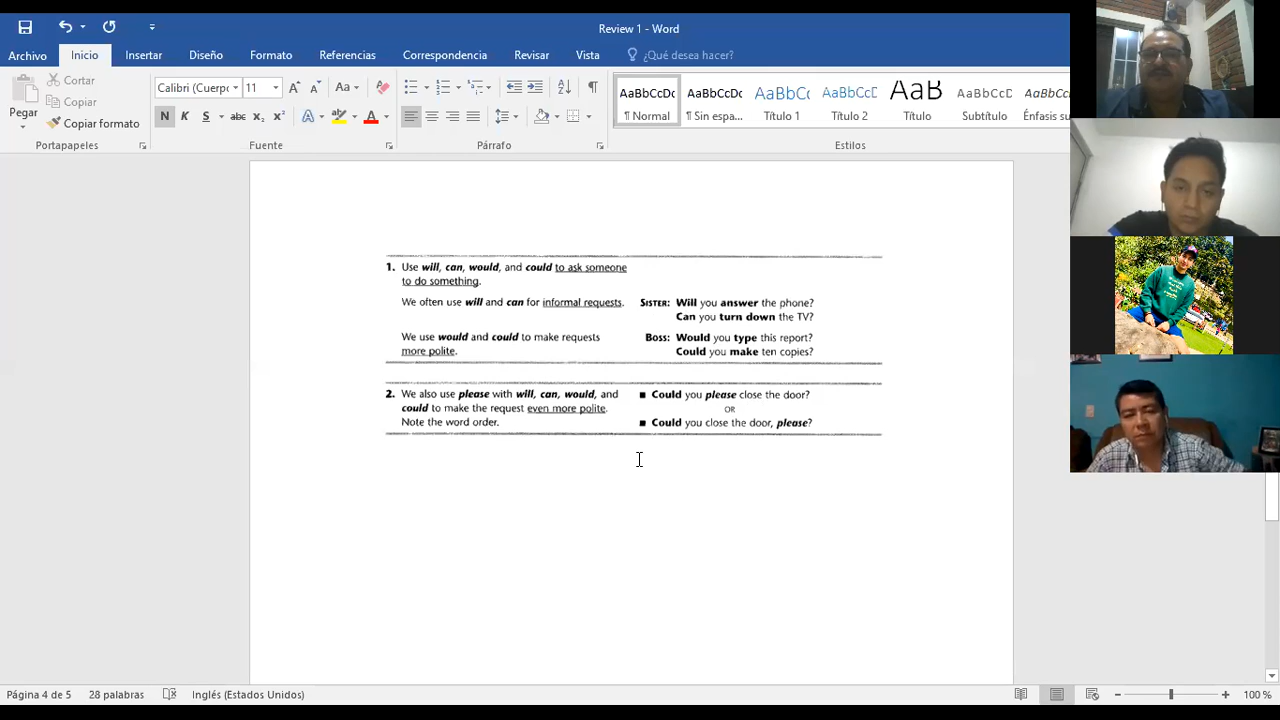 Review 1 - Word
Archivo Inicio Insertar Diseño Formato Referencias Correspondencia Revisar Vista ¿Qué desea hacer?
Pegar
Cortar
Copiar
Copiar formato
Portapapeles
Calibri (Cuerpo 11
Aa
N K S abc x₂ x²
A A
Fuente
Párrafo
AaBbCcDc AaBbCcDc AaBbCc AaBbCcD AaB AaBbCcD AaBbCcD
¶ Normal ¶ Sin espa... Título 1 Título 2 Título Subtítulo Énfasis su
Estilos
1. Use will, can, would, and could to ask someone
to do something.
We often use will and can for informal requests. SISTER: Will you answer the phone?
Can you turn down the TV?
We use would and could to make requests BOSS: Would you type this report?
more polite. Could you make ten copies?
2. We also use please with will, can, would, and ■ Could you please close the door?
could to make the request even more polite. OR
Note the word order. ■ Could you close the door, please?
Página 4 de 5 28 palabras Inglés (Estados Unidos) 100 %